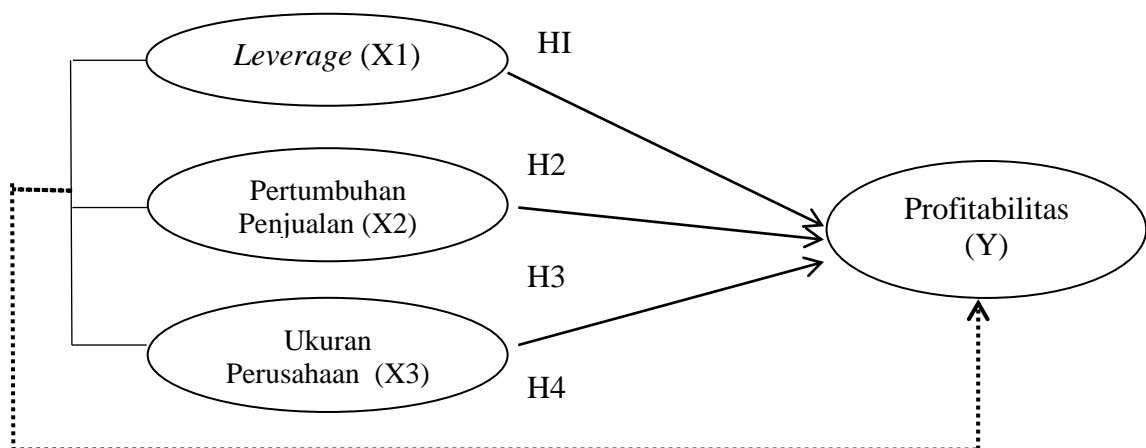 HI
Leverage (X1)
H2
Pertumbuhan
Penjualan (X2)
Profitabilitas
(Y)
H3
Ukuran
Perusahaan (X3)
H4